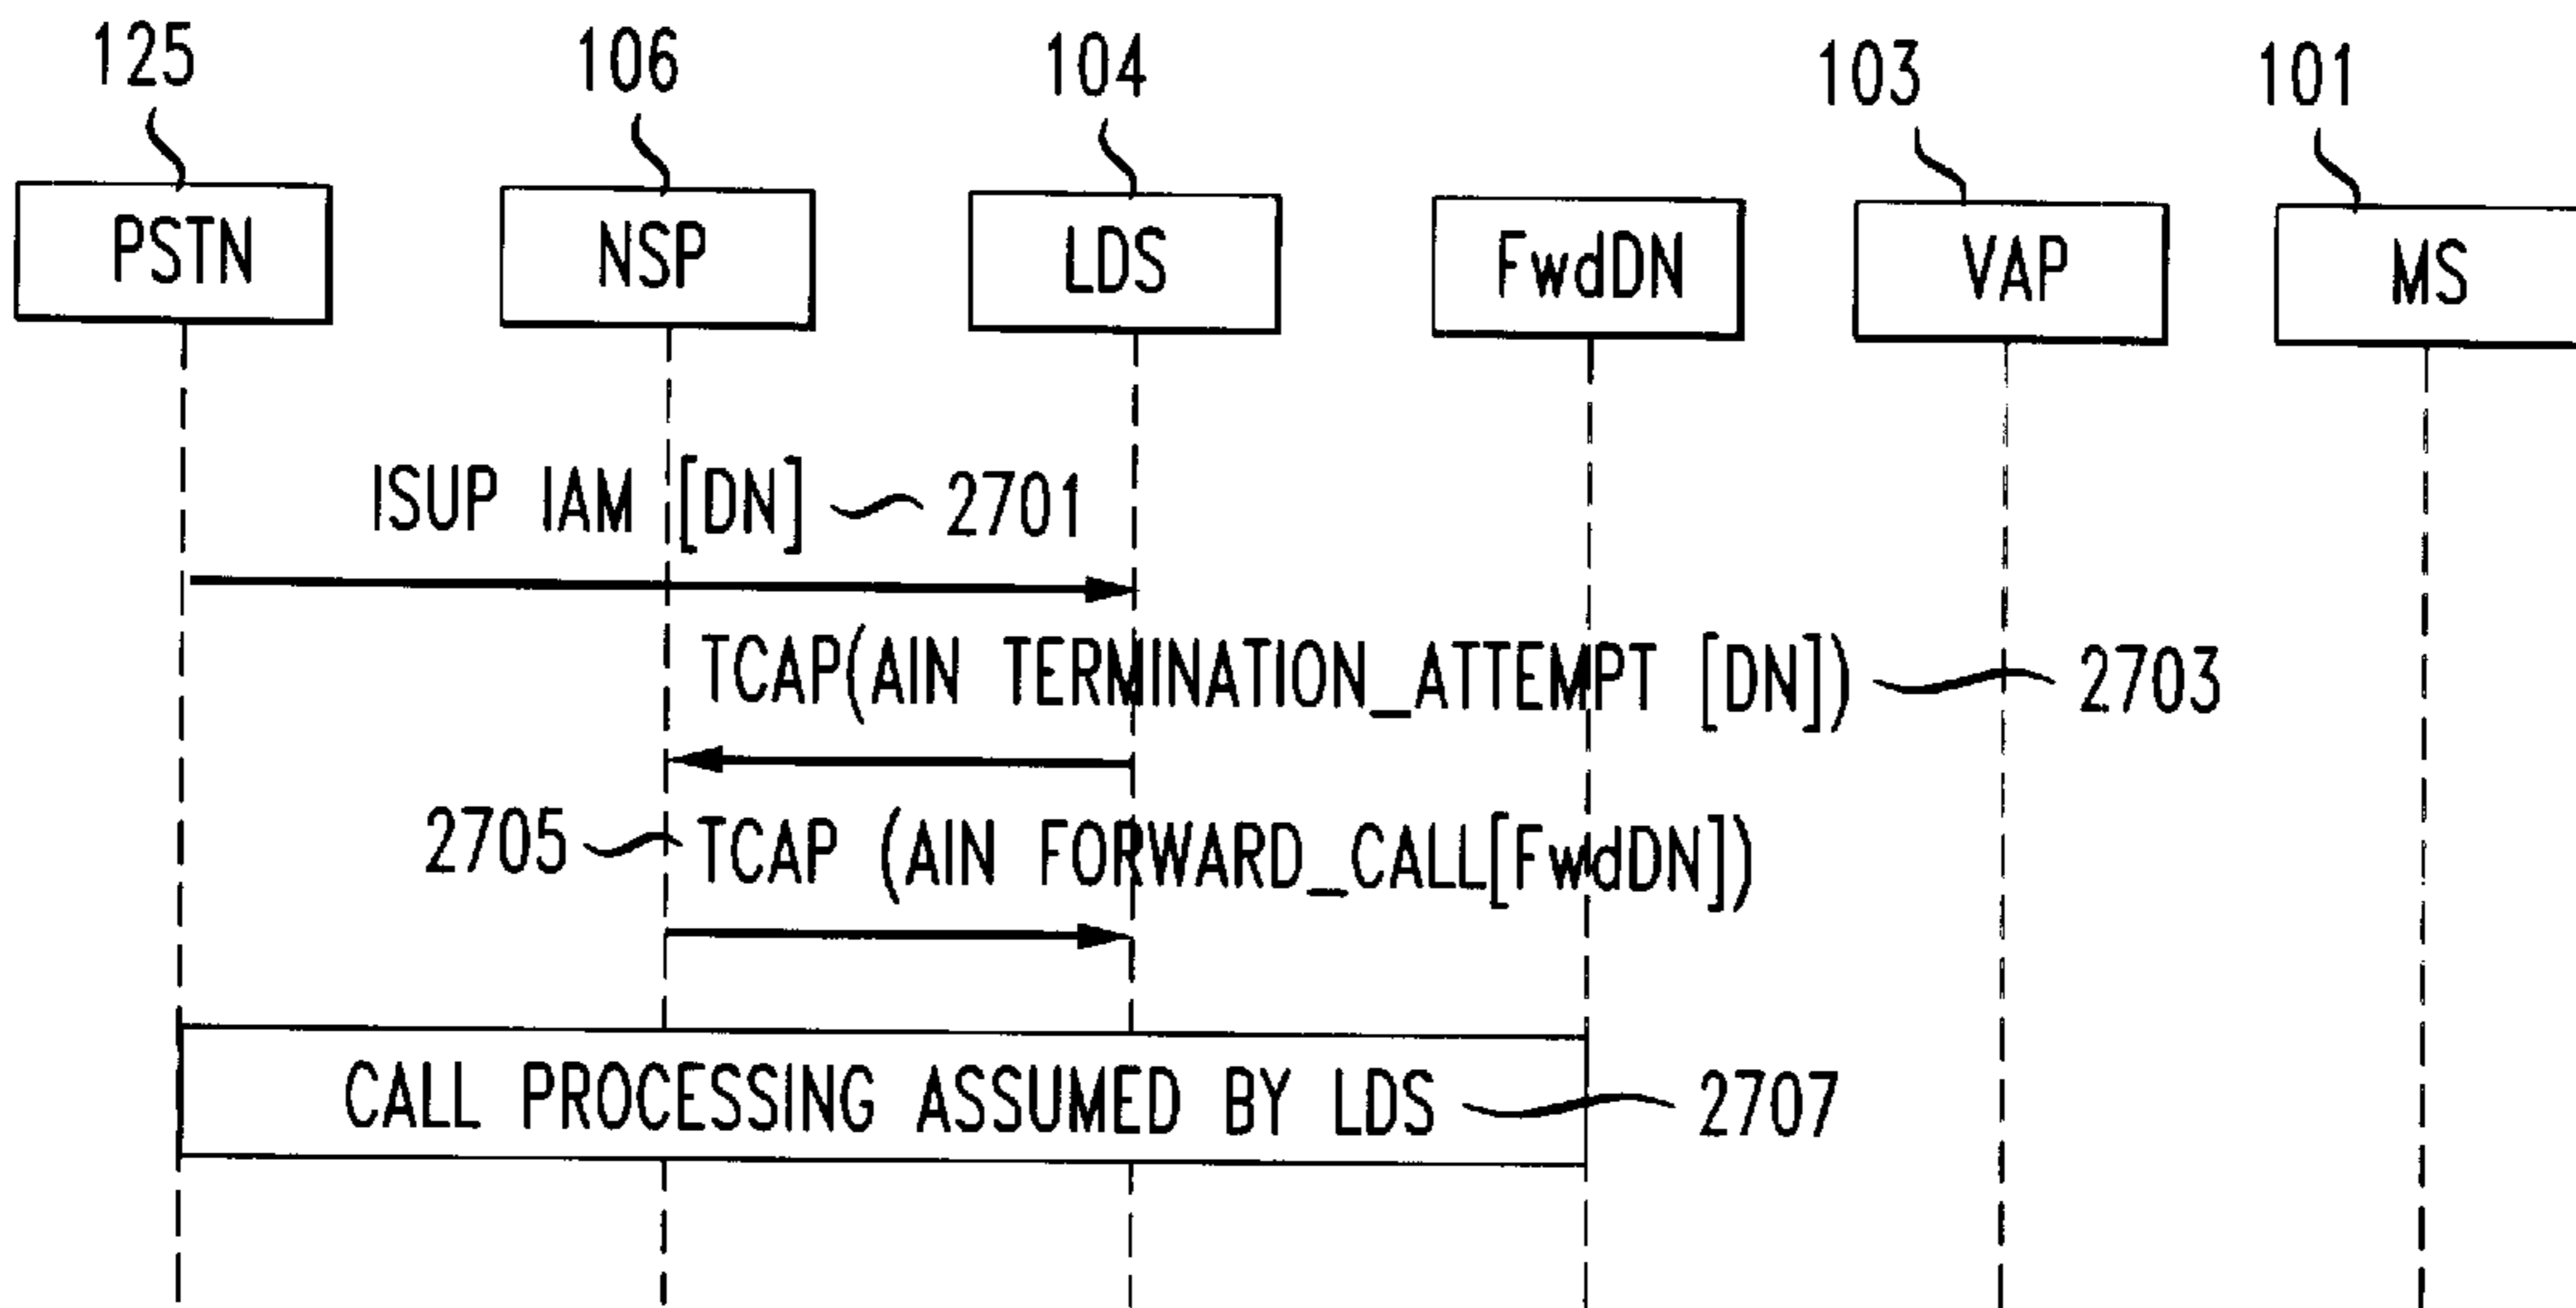 125 106 104 103 101
PSTN NSP LDS FwdDN VAP MS
ISUP IAM [DN] 2701
TCAP(AIN TERMINATION_ATTEMPT [DN]) 2703
2705 TCAP (AIN FORWARD_CALL[FwdDN])
CALL PROCESSING ASSUMED BY LDS 2707